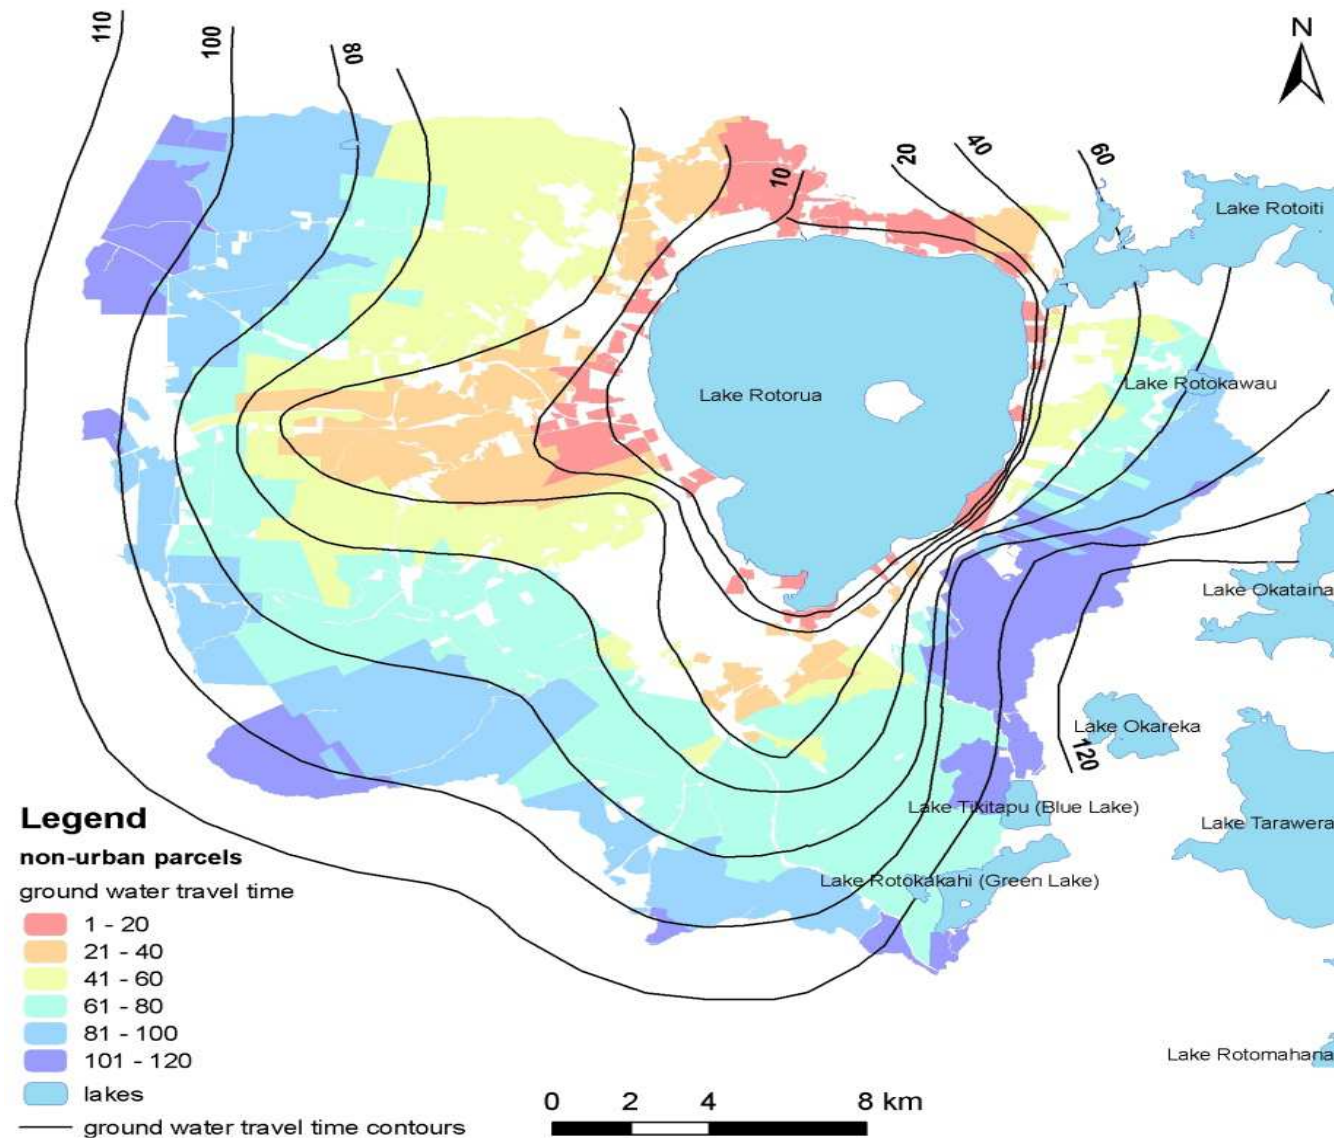 110
100
80
N
10
20
40
60
Lake Rotoiti
Lake Rotorua
Lake Rotokawau
Lake Okataina
Lake Okareka
120
Lake Tikitapu (Blue Lake)
Lake Tarawera
Lake Rotokakahi (Green Lake)
Lake Rotomahana
Legend
non-urban parcels
ground water travel time
1 - 20
21 - 40
41 - 60
61 - 80
81 - 100
101 - 120
lakes
ground water travel time contours
0 2 4 8 km